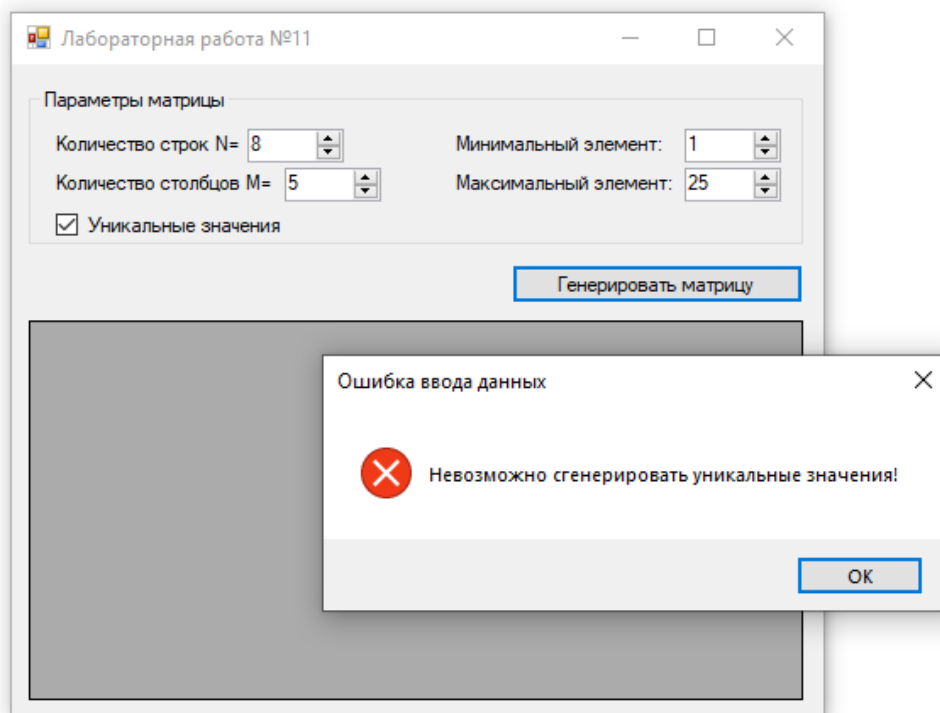 Лабораторная работа №11
Параметры матрицы
Количество строк N= 8
Минимальный элемент: 1
Количество столбцов M= 5
Максимальный элемент: 25
Уникальные значения
Генерировать матрицу
Ошибка ввода данных
Невозможно сгенерировать уникальные значения!
ОК